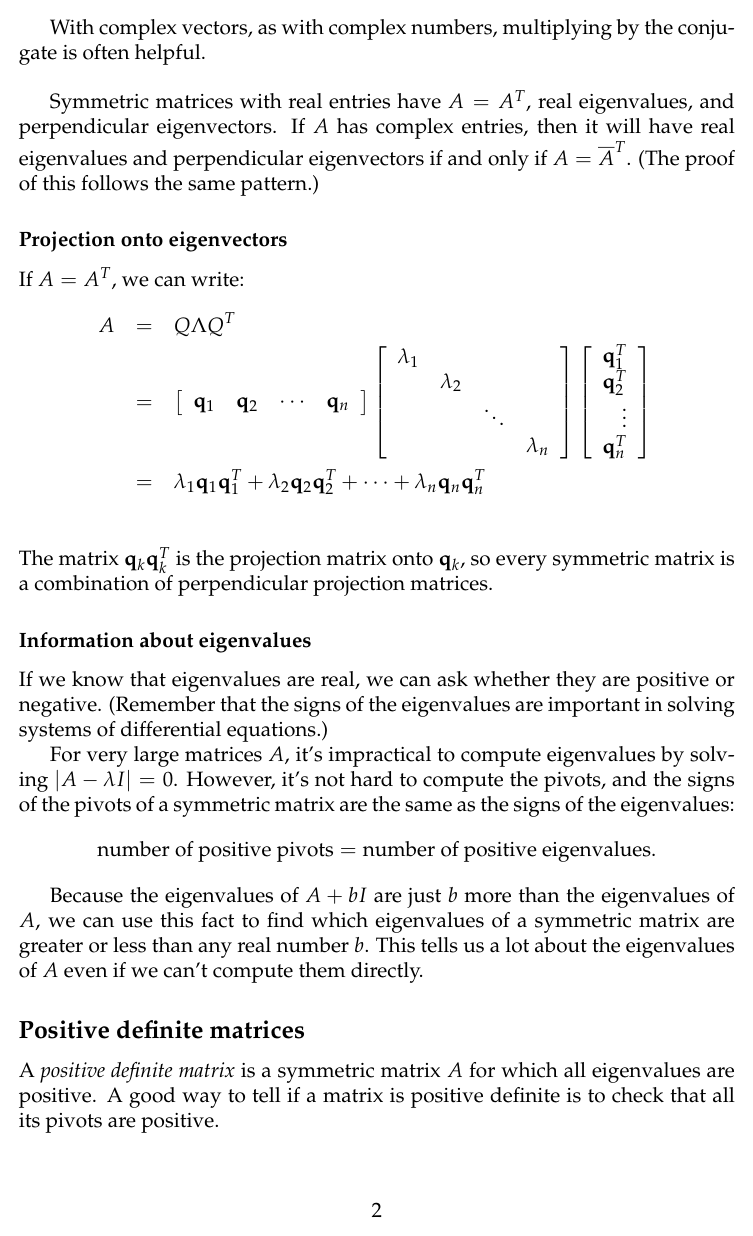 With complex vectors, as with complex numbers, multiplying by the conju-
gate is often helpful.
Symmetric matrices with real entries have A = A^T, real eigenvalues, and
perpendicular eigenvectors. If A has complex entries, then it will have real
eigenvalues and perpendicular eigenvectors if and only if A = A̅^T. (The proof
of this follows the same pattern.)
Projection onto eigenvectors
If A = A^T, we can write:
A = QΛQ^T
= [ q₁ q₂ ⋯ qₙ ] [ λ₁ λ₂ ⋱ λₙ ] [ q₁^T q₂^T ⋮ qₙ^T ]
= λ₁q₁q₁^T + λ₂q₂q₂^T + ⋯ + λₙqₙqₙ^T
The matrix qₖqₖ^T is the projection matrix onto qₖ, so every symmetric matrix is
a combination of perpendicular projection matrices.
Information about eigenvalues
If we know that eigenvalues are real, we can ask whether they are positive or
negative. (Remember that the signs of the eigenvalues are important in solving
systems of differential equations.)
For very large matrices A, it's impractical to compute eigenvalues by solv-
ing |A − λI| = 0. However, it's not hard to compute the pivots, and the signs
of the pivots of a symmetric matrix are the same as the signs of the eigenvalues:
number of positive pivots = number of positive eigenvalues.
Because the eigenvalues of A + bI are just b more than the eigenvalues of
A, we can use this fact to find which eigenvalues of a symmetric matrix are
greater or less than any real number b. This tells us a lot about the eigenvalues
of A even if we can't compute them directly.
Positive definite matrices
A positive definite matrix is a symmetric matrix A for which all eigenvalues are
positive. A good way to tell if a matrix is positive definite is to check that all
its pivots are positive.
2